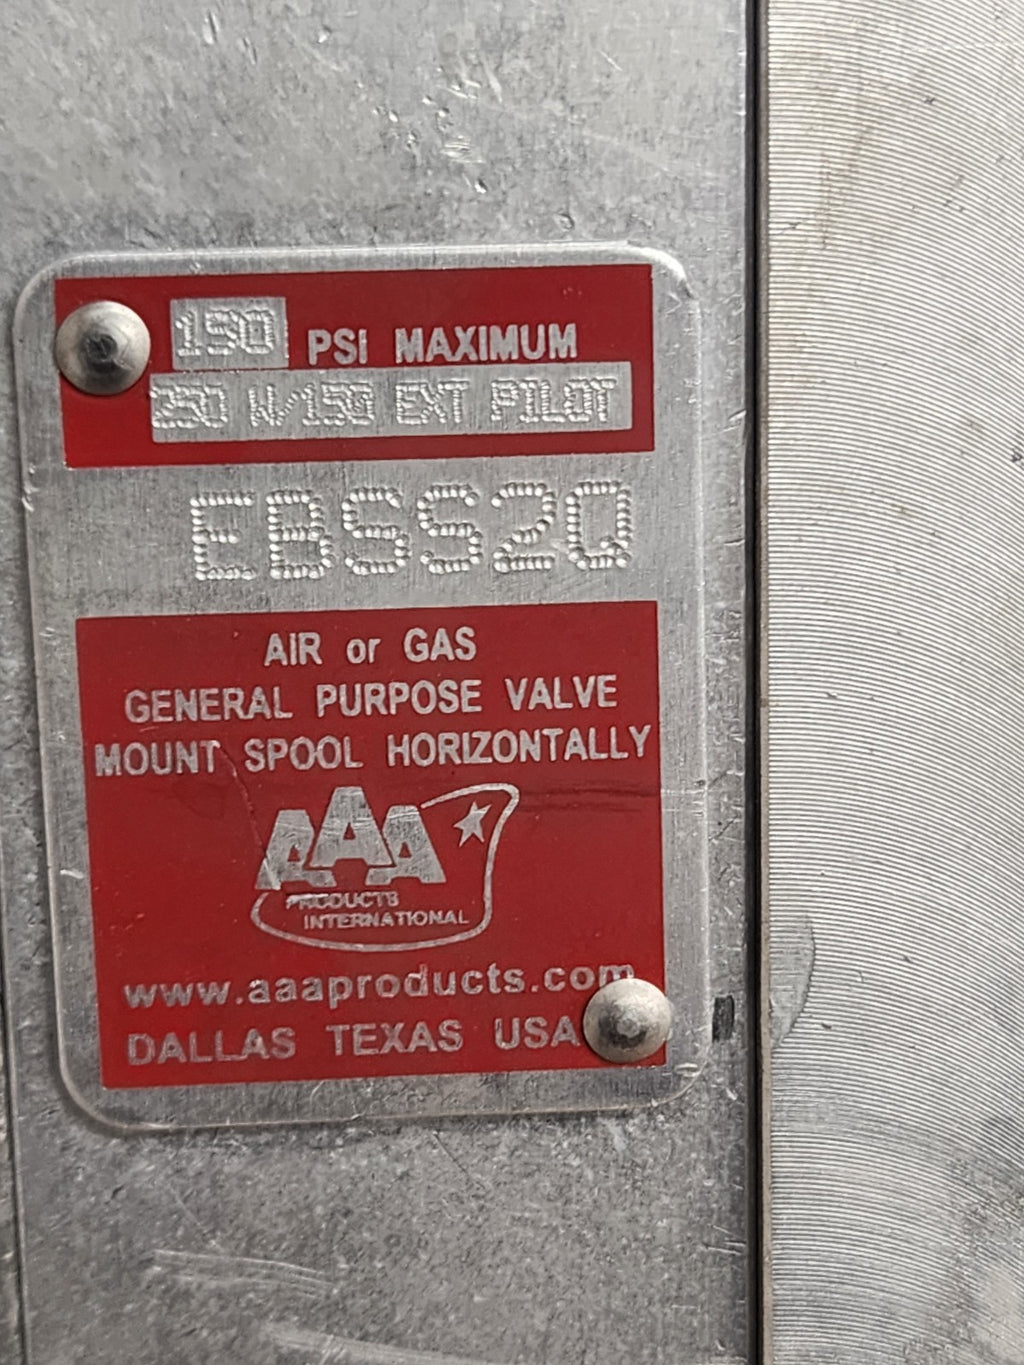 150 PSI MAXIMUM
250 W/150 EXT PILOT
EBSS2Q
AIR or GAS
GENERAL PURPOSE VALVE
MOUNT SPOOL HORIZONTALLY
AAA
PRODUCTS
INTERNATIONAL
www.aaaproducts.com
DALLAS TEXAS USA